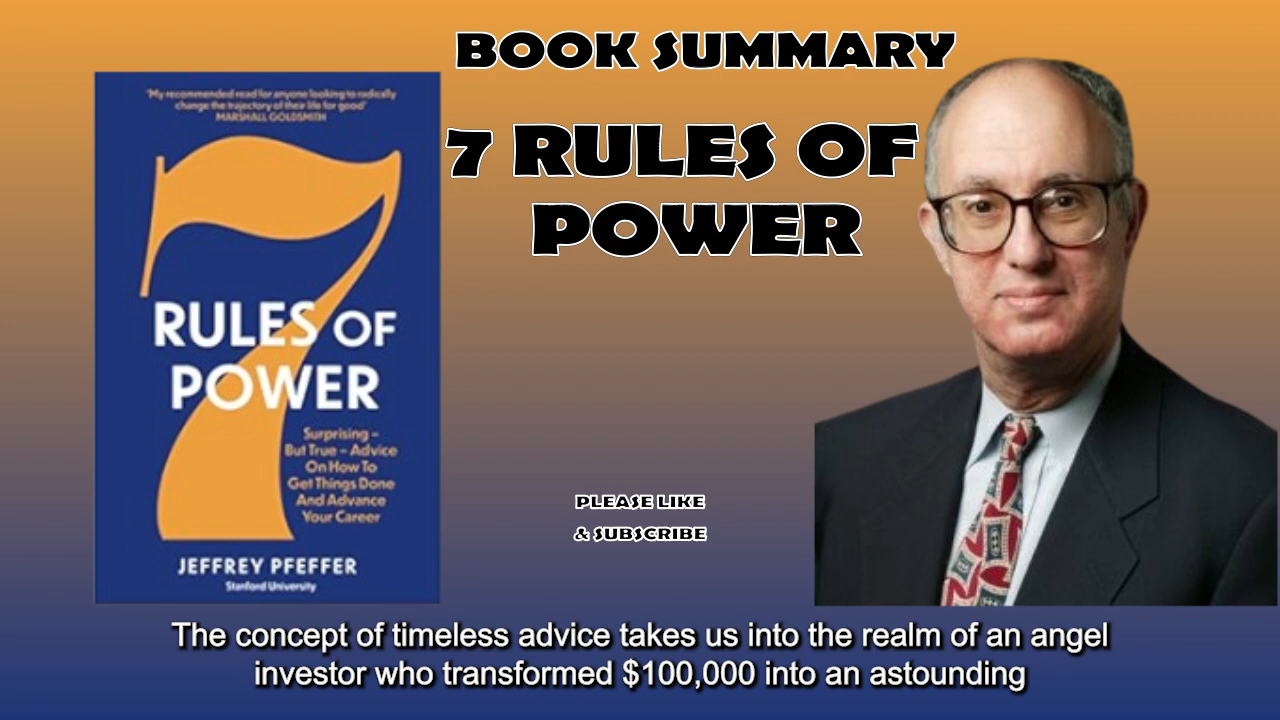 BOOK SUMMARY
7 RULES OF
POWER
'My recommended read for anyone looking to radically
change the trajectory of their life for good'
MARSHALL GOLDSMITH
7
RULES OF
POWER
Surprising –
But True – Advice
On How To
Get Things Done
And Advance
Your Career
JEFFREY PFEFFER
Stanford University
PLEASE LIKE
& SUBSCRIBE
The concept of timeless advice takes us into the realm of an angel
investor who transformed $100,000 into an astounding